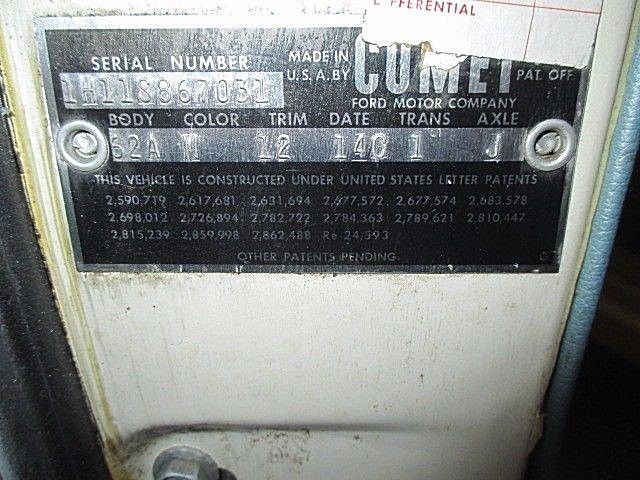 DIFFERENTIAL
SERIAL NUMBER MADE IN U.S.A. BY COMET PAT. OFF.
1H11S867031 FORD MOTOR COMPANY
BODY COLOR TRIM DATE TRANS AXLE
62A M 12 14C 1 J
THIS VEHICLE IS CONSTRUCTED UNDER UNITED STATES LETTER PATENTS
2,590,719 2,617,681 2,631,694 2,677,572 2,677,574 2,683,578
2,698,012 2,726,894 2,782,722 2,784,363 2,789,621 2,810,447
2,815,239 2,859,998 2,862,488 Re 24,593
OTHER PATENTS PENDING